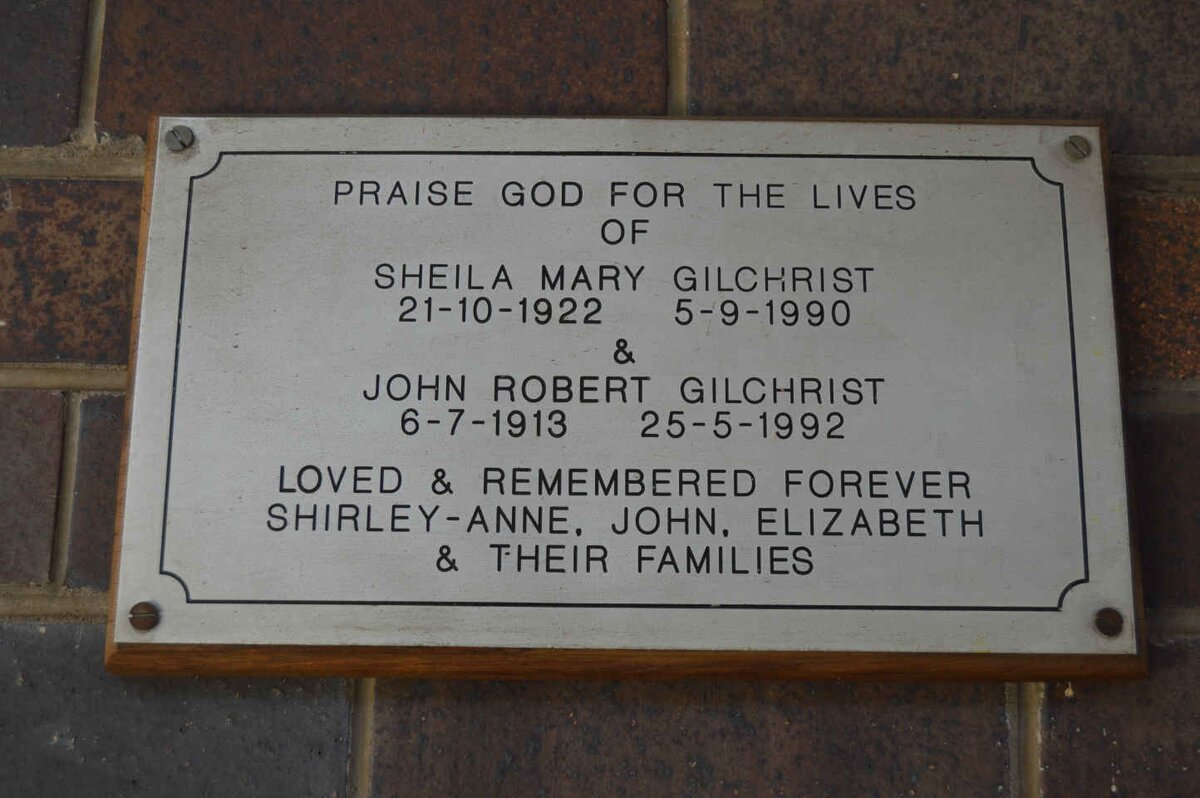 PRAISE GOD FOR THE LIVES
OF
SHEILA MARY GILCHRIST
21-10-1922 5-9-1990
&
JOHN ROBERT GILCHRIST
6-7-1913 25-5-1992
LOVED & REMEMBERED FOREVER
SHIRLEY-ANNE, JOHN, ELIZABETH
& THEIR FAMILIES